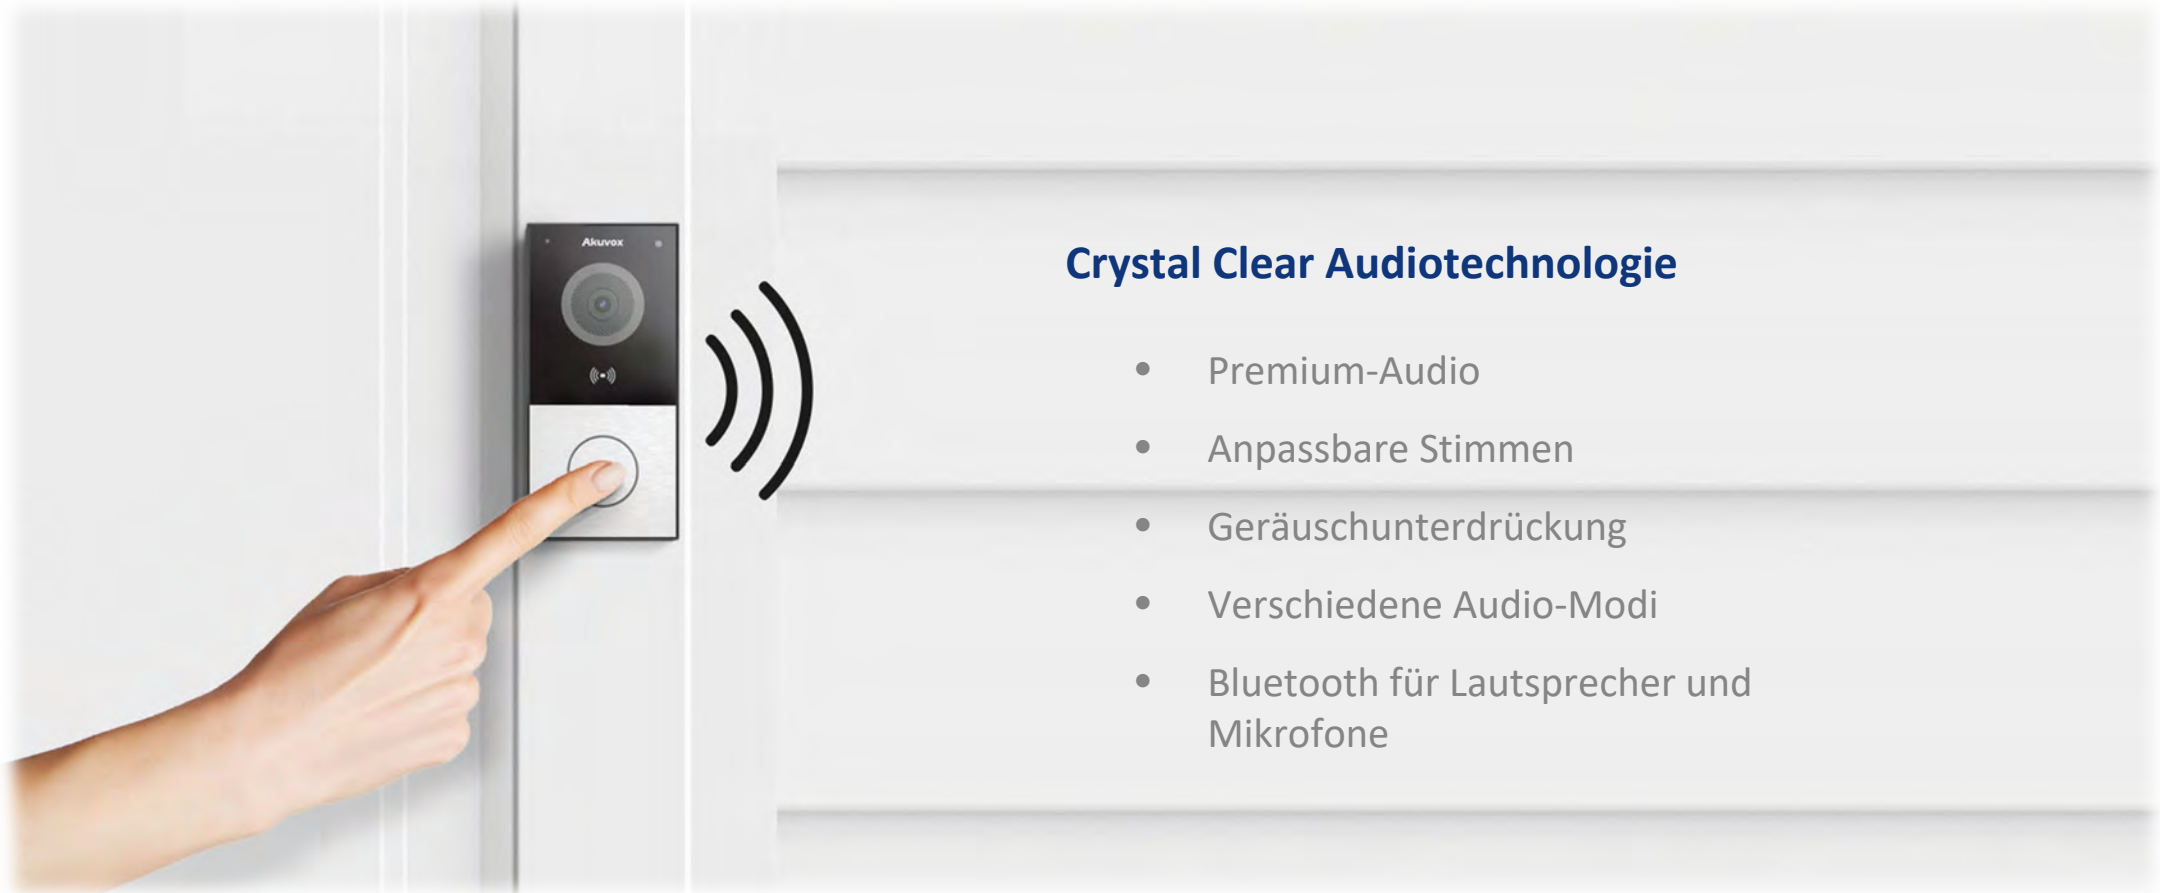 Akuvox
Crystal Clear Audiotechnologie
• Premium-Audio
• Anpassbare Stimmen
• Geräuschunterdrückung
• Verschiedene Audio-Modi
• Bluetooth für Lautsprecher und
Mikrofone